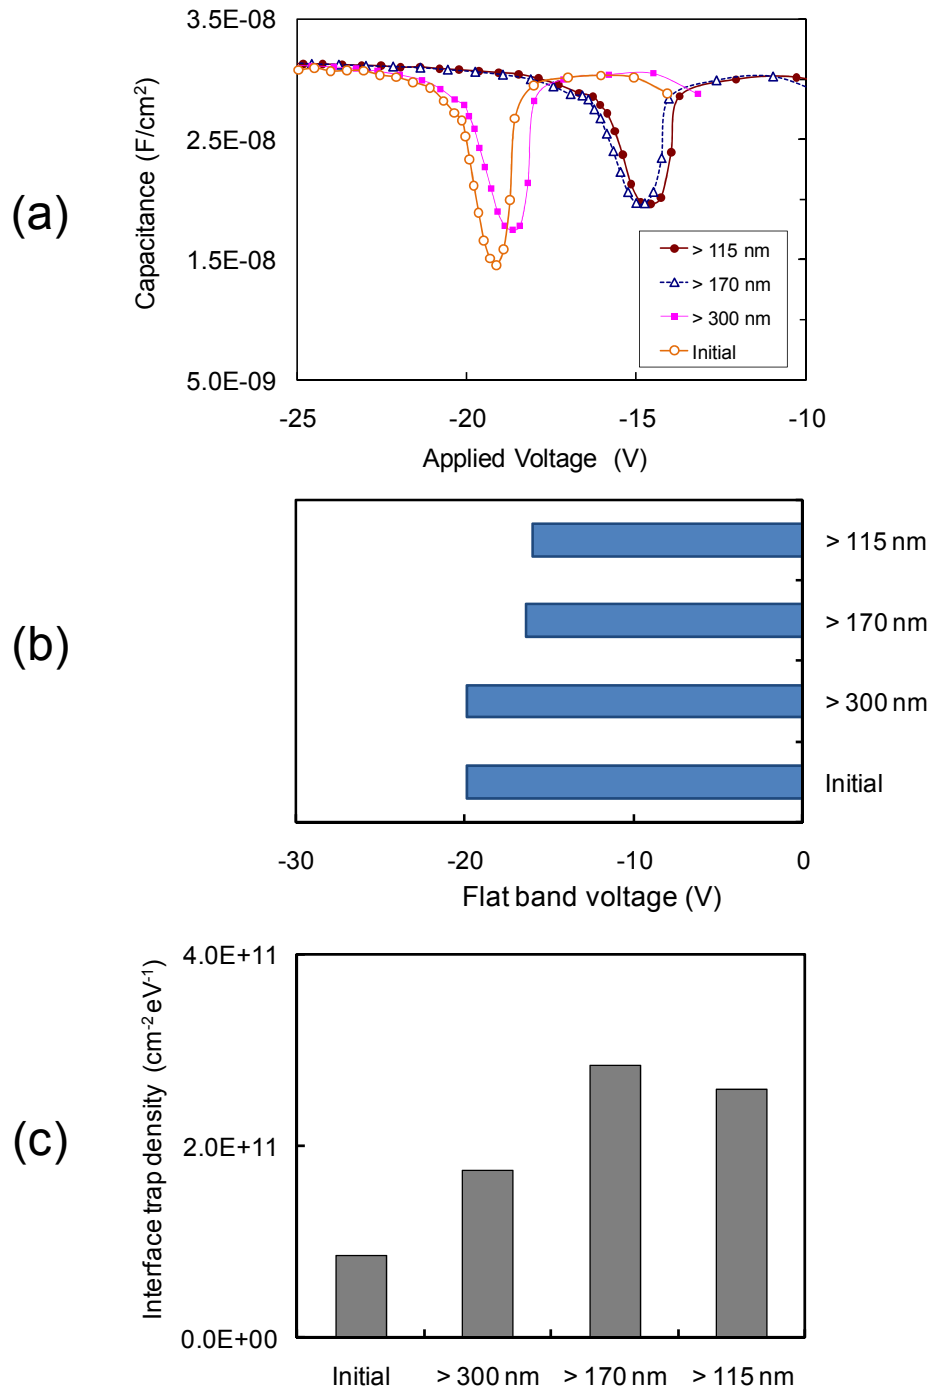 (a)
Capacitance (F/cm²)
3.5E-08
2.5E-08
1.5E-08
5.0E-09
> 115 nm
> 170 nm
> 300 nm
Initial
-25
-20
-15
-10
Applied Voltage (V)
(b)
> 115 nm
> 170 nm
> 300 nm
Initial
-30
-20
-10
0
Flat band voltage (V)
(c)
Interface trap density (cm⁻² eV⁻¹)
4.0E+11
2.0E+11
0.0E+00
Initial
> 300 nm
> 170 nm
> 115 nm